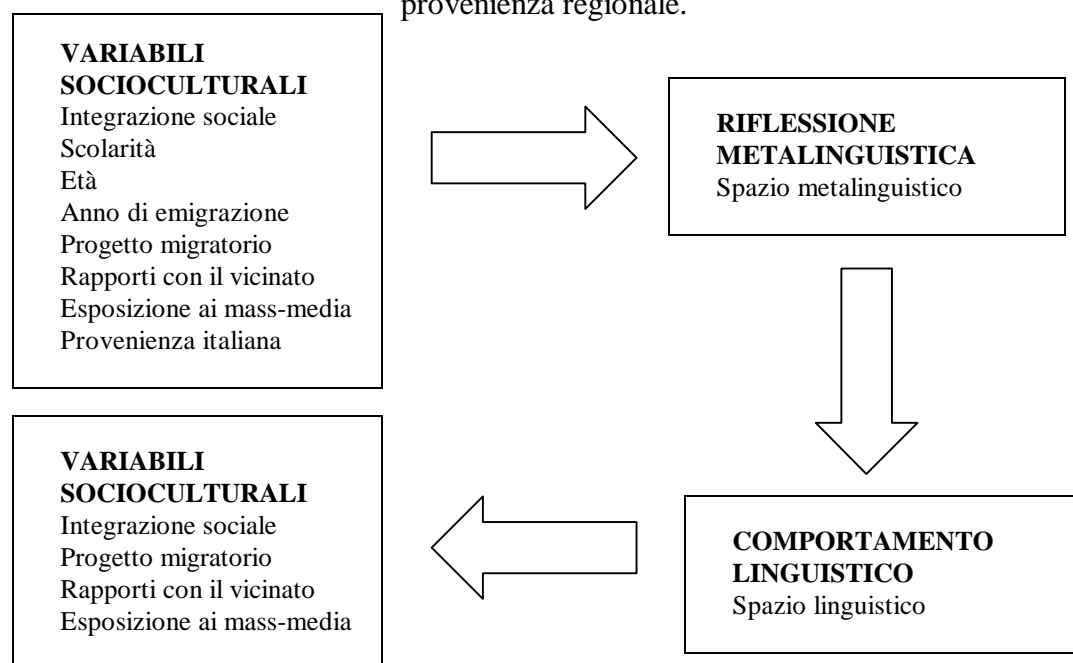 provenienza regionale.
VARIABILI
SOCIOCULTURALI
Integrazione sociale
Scolarità
Età
Anno di emigrazione
Progetto migratorio
Rapporti con il vicinato
Esposizione ai mass-media
Provenienza italiana
RIFLESSIONE
METALINGUISTICA
Spazio metalinguistico
COMPORTAMENTO
LINGUISTICO
Spazio linguistico
VARIABILI
SOCIOCULTURALI
Integrazione sociale
Progetto migratorio
Rapporti con il vicinato
Esposizione ai mass-media